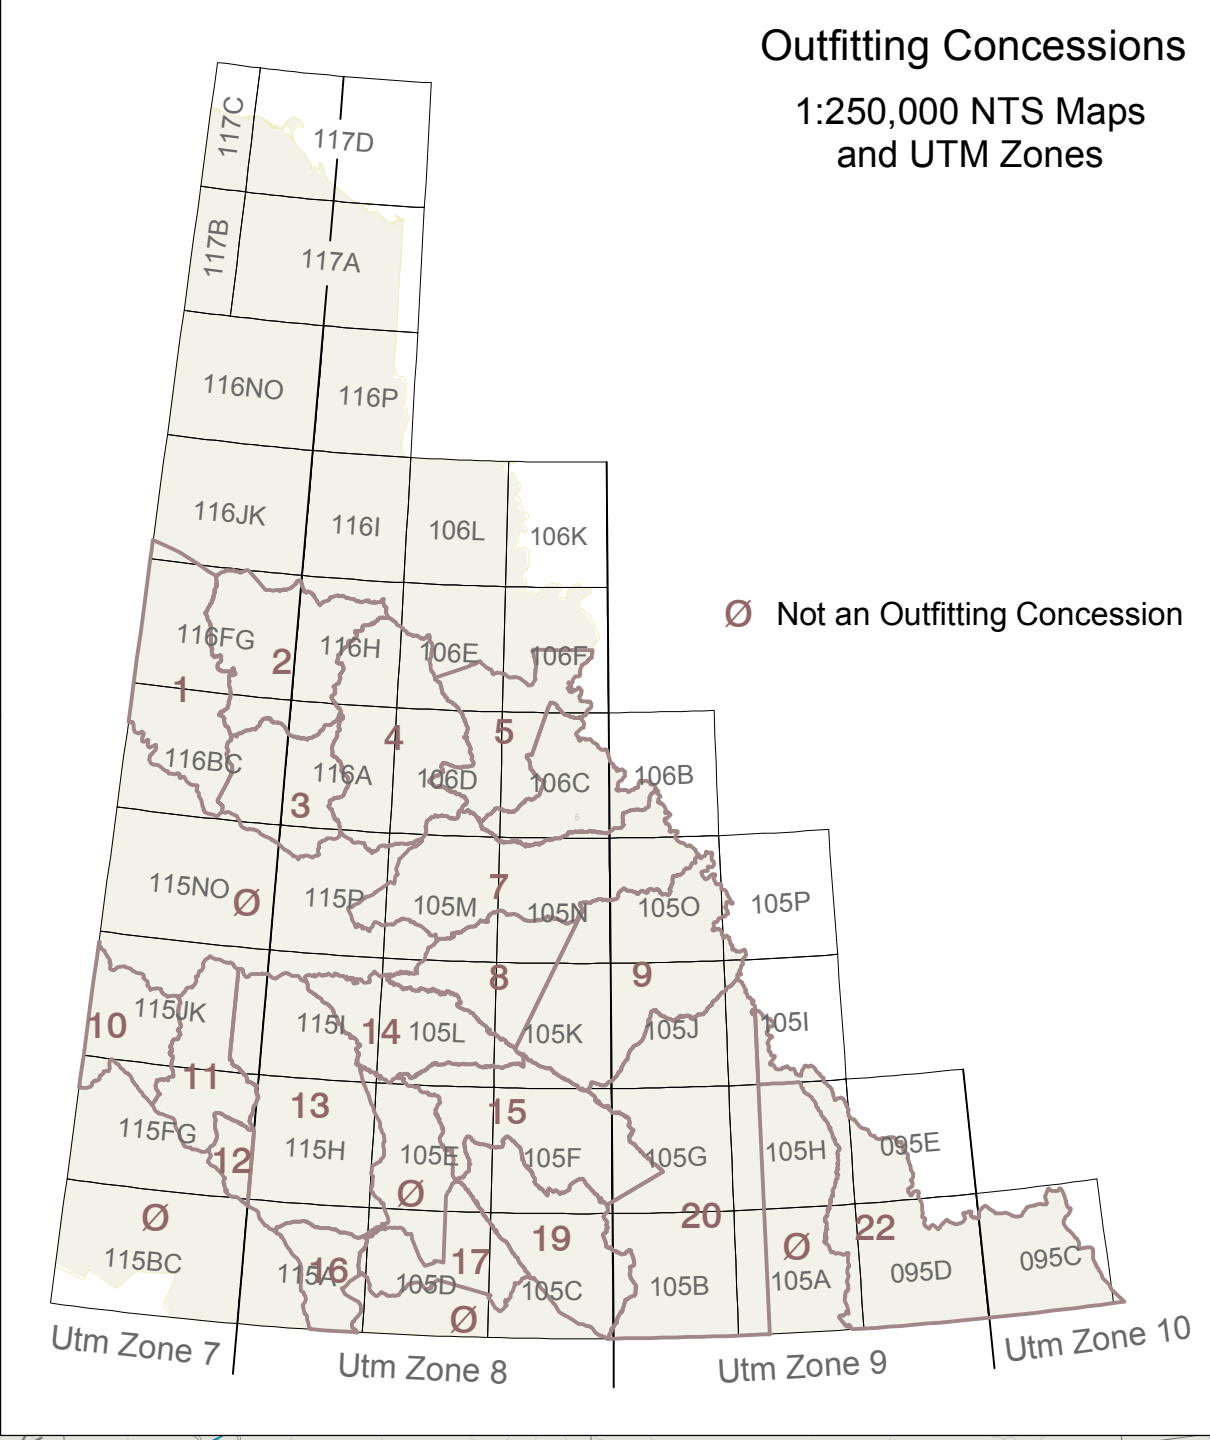 Outfitting Concessions
1:250,000 NTS Maps
and UTM Zones
117C
117D
117B
117A
116NO
116P
116JK
116I
106L
106K
Ø Not an Outfitting Concession
116FG
2
116H
106E
106F
1
4
5
116BC
3
116A
106D
106C
106B
6
115NO
Ø
115P
105M
7
105N
105O
105P
10
115JK
115I
14
105L
8
105K
9
105J
105I
11
13
15
115FG
12
115H
105E
105F
105G
105H
095E
Ø
115BC
Ø
115A
16
105D
17
19
105C
20
105B
Ø
105A
22
095D
095C
Ø
Utm Zone 7
Utm Zone 8
Utm Zone 9
Utm Zone 10